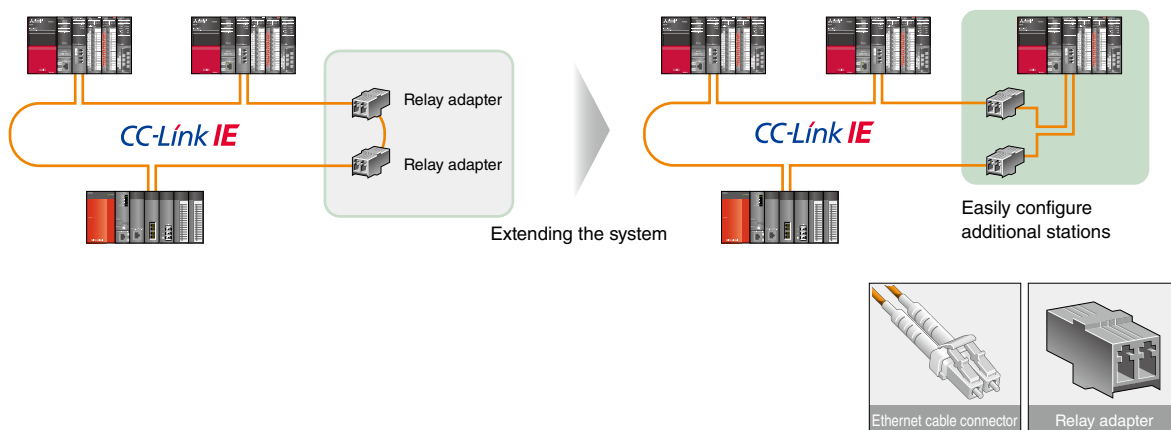 Relay adapter
CC-Link IE
Relay adapter
Extending the system
CC-Link IE
Easily configure
additional stations
Ethernet cable connector
Relay adapter